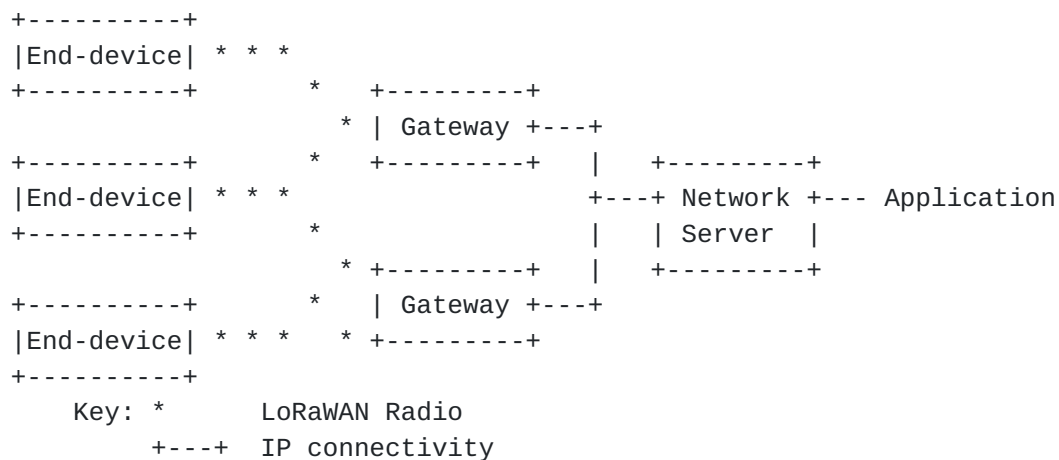 +----------+
|End-device| * * *
+----------+       *   +---------+
                     * | Gateway +---+
+----------+       *   +---------+   |   +---------+
|End-device| * * *                   +---+ Network +--- Application
+----------+       *                 |   | Server  |
                     * +---------+   |   +---------+
+----------+       *   | Gateway +---+
|End-device| * * *   * +---------+
+----------+
    Key: *      LoRaWAN Radio
         +---+  IP connectivity